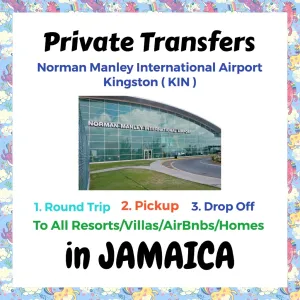 Private Transfers
Norman Manley International Airport
Kingston ( KIN )
NORMAN MANLEY INTERNATIONAL AIRPORT
1. Round Trip 2. Pickup 3. Drop Off
To All Resorts/Villas/AirBnbs/Homes
in JAMAICA